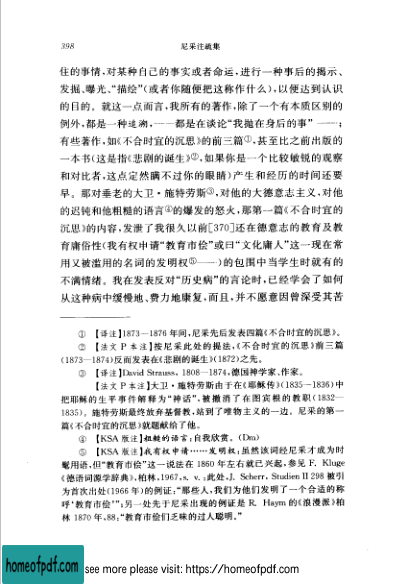 398 尼采注疏集
住的事情，对某种自己的事实或者命运，进行一种事后的揭示、
发掘、曝光、“描绘”（或者你随便把这称作什么），以便达到认识
的目的。就这一点而言，我所有的著作，除了一个有本质区别的
例外，都是一种追溯，——都是在谈论“我抛在身后的事”——；
有些著作，如《不合时宜的沉思》的前三篇①，甚至比之前出版的
一本书（这是指《悲剧的诞生》②，如果你是一个比较敏锐的观察
和对比者，这点定然瞒不过你的眼睛）产生和经历的时间还要
早。那对垂老的大卫·施特劳斯③，对他的大德意志主义，对他
的迟钝和他粗糙的语言④的爆发的怒火，那第一篇《不合时宜的
沉思》的内容，发泄了我很久以前[370]还在德意志的教育及教
育庸俗性（我有权申请“教育市侩”或曰“文化庸人”这一现在常
用又被滥用的名词的发明权⑤——）的包围中当学生时就有的
不满情绪。我在发表反对“历史病”的言论时，已经学会了如何
从这种病中缓慢地、费力地康复，而且，并不愿意因曾深受其苦
① 【译注】1873—1876年间，尼采先后发表四篇《不合时宜的沉思》。
② 【法文P本注】按尼采此处的提法，《不合时宜的沉思》前三篇
（1873—1874）反而发表在《悲剧的诞生》（1872）之先。
③ 【译注】David Strauss，1808—1874，德国神学家、作家。
【法文P本注】大卫·施特劳斯由于在《耶稣传》（1835—1836）中
把耶稣的生平事件解释为“神话”，被撤消了在图宾根的教职（1832—
1835）。施特劳斯最终放弃基督教，站到了唯物主义的一边。尼采的第一
篇《不合时宜的沉思》就题献给了他。
④ 【KSA版注】粗糙的语言：自我欣赏。（Dm）
⑤ 【KSA版注】我有权申请……发明权：虽然该词经尼采才成为时
髦用语，但“教育市侩”这一说法在1860年左右就已兴起，参见F. Kluge
《德语词源学辞典》，柏林，1967，s. v.；此处，J. Scherr，Studien II 298被引
为首次出处（1966年）的例证：“那些人，我们为他们发明了一个合适的称
呼‘教育市侩’”；另一处先于尼采出现的例证是R. Haym的《浪漫派》柏
林1870年，88：“教育市侩们乏味的过人聪明。”
homeofpdf.com see more please visit: https://homeofpdf.com homeofpdf.com